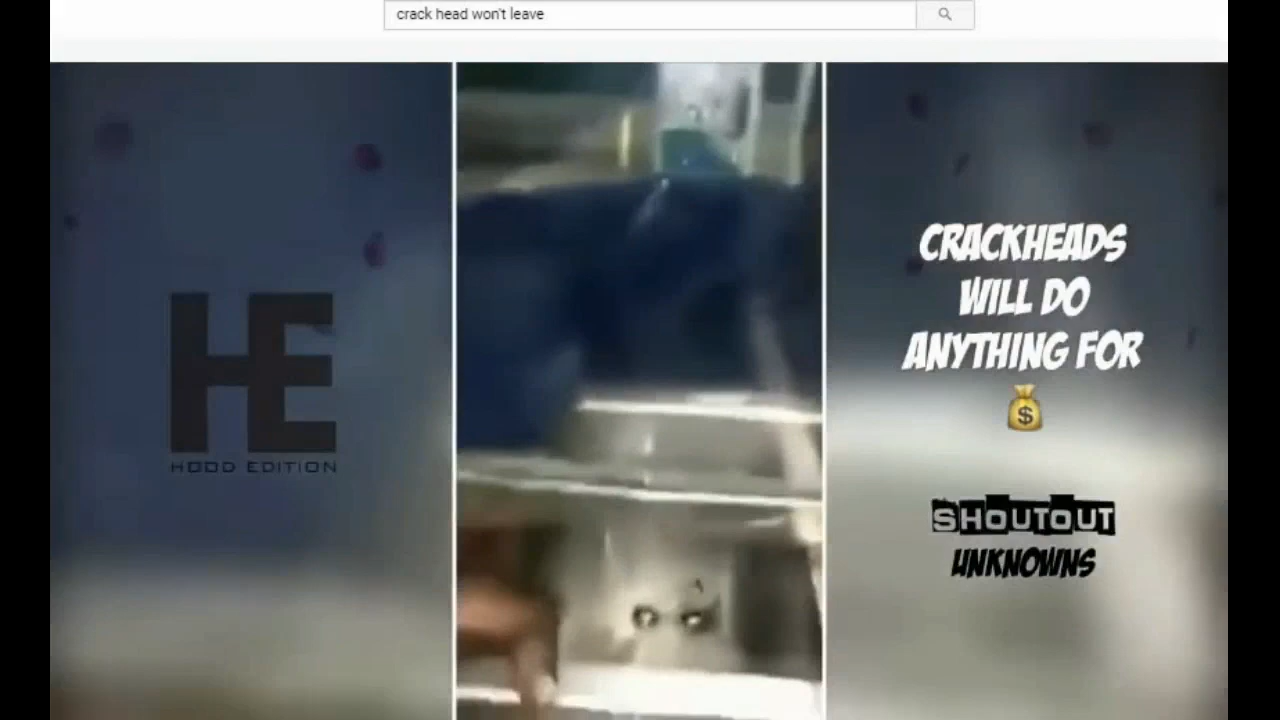 crack head won't leave
HE
HOOD EDITION
CRACKHEADS
WILL DO
ANYTHING FOR
SHOUTOUT
UNKNOWNS